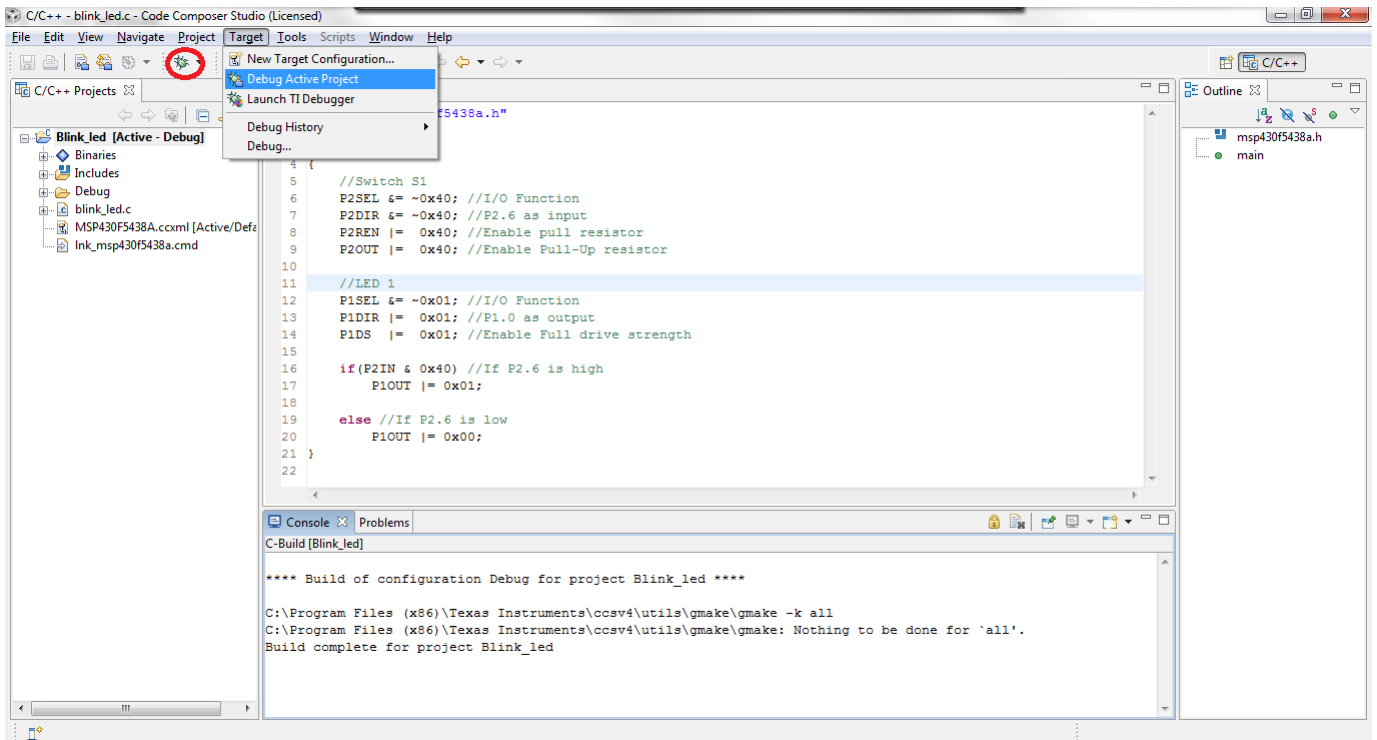 C/C++ - blink_led.c - Code Composer Studio (Licensed)
File Edit View Navigate Project Target Tools Scripts Window Help
New Target Configuration...
Debug Active Project
Launch TI Debugger
Debug History
Debug...
C/C++
C/C++ Projects
Blink_led [Active - Debug]
Binaries
Includes
Debug
blink_led.c
MSP430F5438A.ccxml [Active/Defa
lnk_msp430f5438a.cmd
f5438a.h"
4 {
5 //Switch S1
6 P2SEL &= ~0x40; //I/O Function
7 P2DIR &= ~0x40; //P2.6 as input
8 P2REN |= 0x40; //Enable pull resistor
9 P2OUT |= 0x40; //Enable Pull-Up resistor
10
11 //LED 1
12 P1SEL &= ~0x01; //I/O Function
13 P1DIR |= 0x01; //P1.0 as output
14 P1DS |= 0x01; //Enable Full drive strength
15
16 if(P2IN & 0x40) //If P2.6 is high
17 P1OUT |= 0x01;
18
19 else //If P2.6 is low
20 P1OUT |= 0x00;
21 }
22
Outline
msp430f5438a.h
main
Console Problems
C-Build [Blink_led]
**** Build of configuration Debug for project Blink_led ****
C:\Program Files (x86)\Texas Instruments\ccsv4\utils\gmake\gmake -k all
C:\Program Files (x86)\Texas Instruments\ccsv4\utils\gmake\gmake: Nothing to be done for `all'.
Build complete for project Blink_led